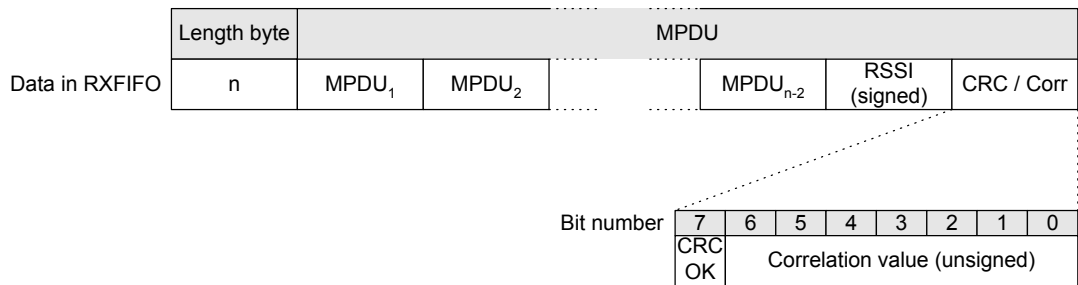 Length byte MPDU
Data in RXFIFO n MPDU1 MPDU2 MPDUn-2 RSSI (signed) CRC / Corr
Bit number 7 6 5 4 3 2 1 0
CRC OK Correlation value (unsigned)